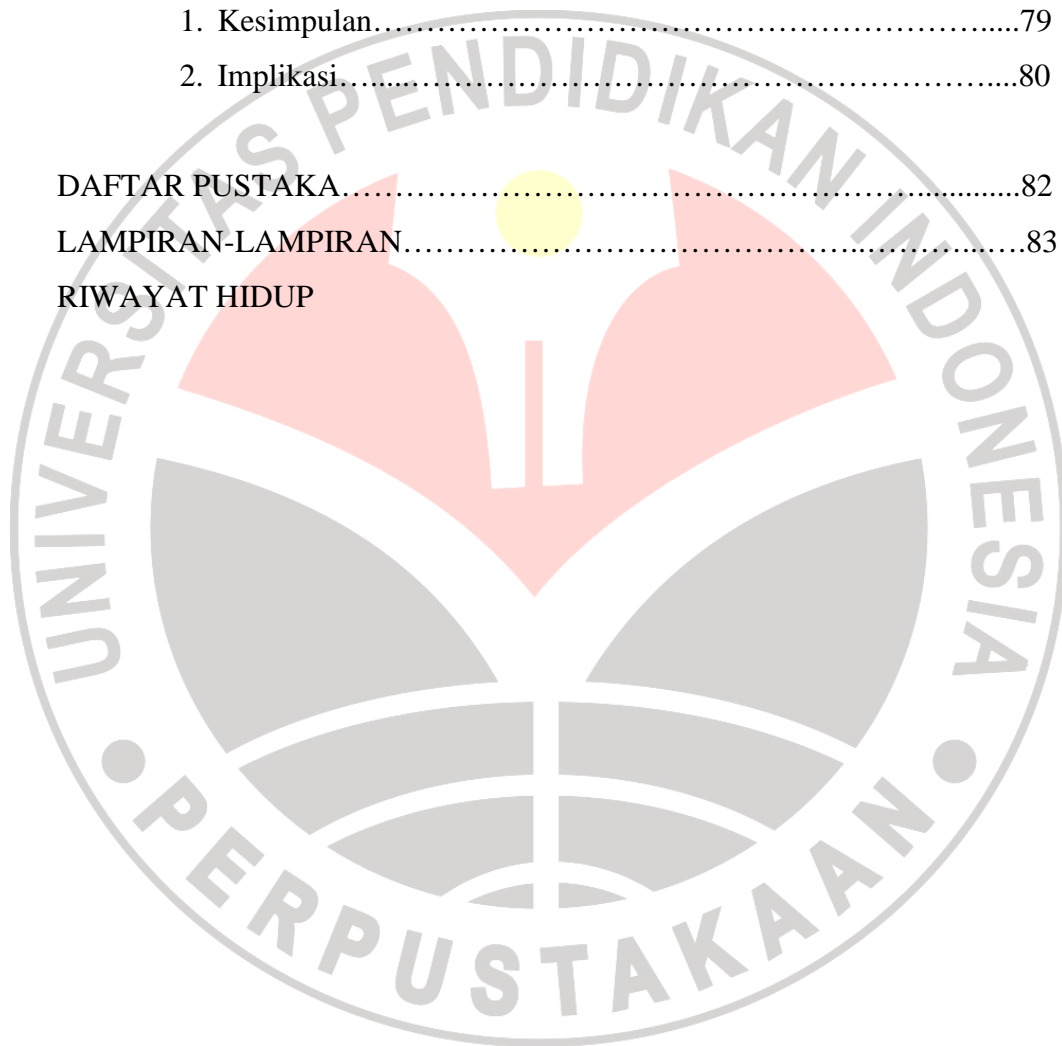 1. Kesimpulan…………………………………………………….....79
2. Implikasi….....…………………………………………………...80
DAFTAR PUSTAKA………………………………………………...........82
LAMPIRAN-LAMPIRAN…………………………………….…………….83
RIWAYAT HIDUP
UNIVERSITAS PENDIDIKAN INDONESIA
PERPUSTAKAAN